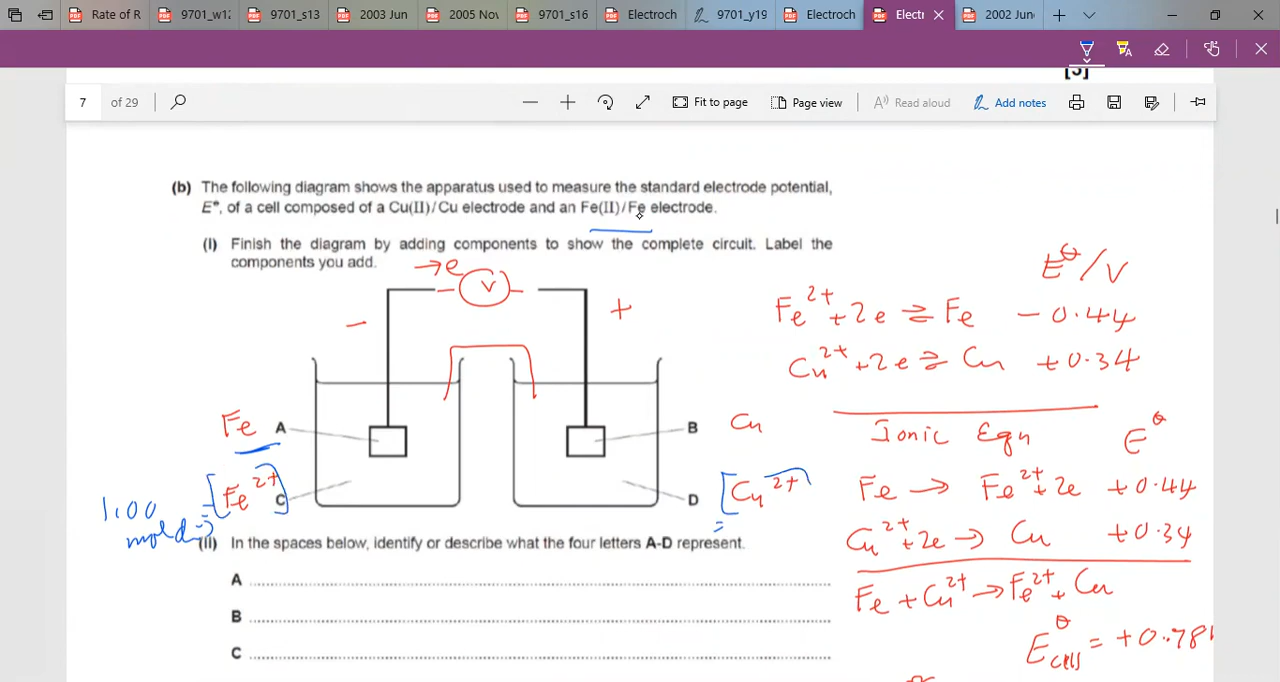 Rate of R 9701_w12 9701_s13 2003 Jun 2005 Nov 9701_s16 Electroch 9701_y19 Electroch Electr 2002 June
[5]
7 of 29 Fit to page Page view Read aloud Add notes
(b) The following diagram shows the apparatus used to measure the standard electrode potential,
E°, of a cell composed of a Cu(II)/Cu electrode and an Fe(II)/Fe electrode.
(i) Finish the diagram by adding components to show the complete circuit. Label the
components you add.
→e V
− +
E⦵/V
Fe²⁺+2e ⇌ Fe −0.44
Cu²⁺+2e ⇌ Cu +0.34
Fe A B Cu
Ionic Eqn E⦵
[Fe²⁺] C D [Cu²⁺]
1.00 mol d
Fe → Fe²⁺+2e +0.44
Cu²⁺+2e → Cu +0.34
Fe + Cu²⁺ → Fe²⁺ + Cu
E⦵cell = +0.78
(ii) In the spaces below, identify or describe what the four letters A-D represent.
A
B
C